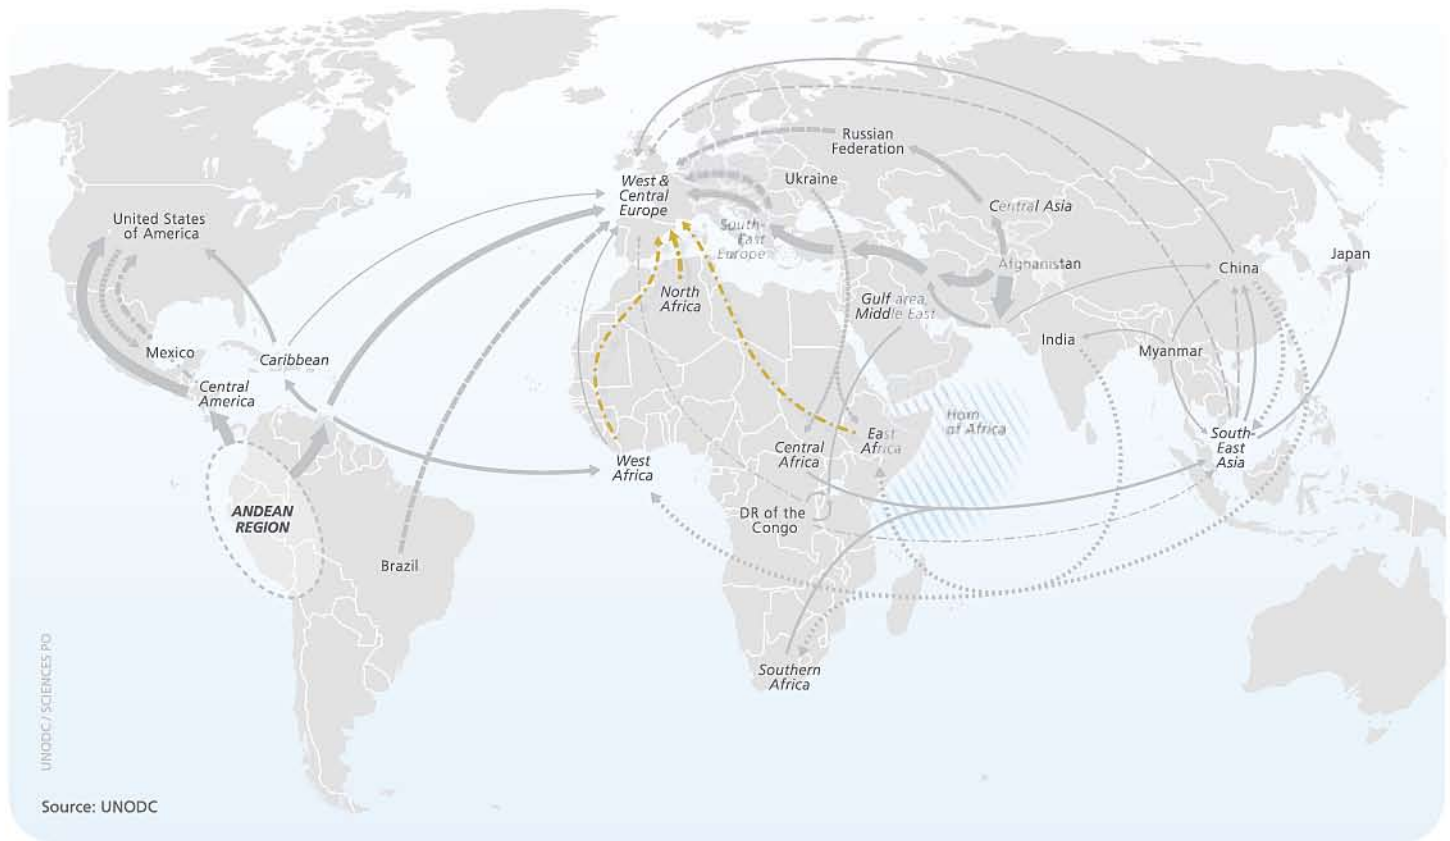 Russian
Federation
West &
Central
Europe
Ukraine
Central Asia
United States
of America
South-
East
Europe
Afghanistan
China
Japan
North
Africa
Gulf area,
Middle East
India
Myanmar
Mexico
Caribbean
Central
America
Horn
of Africa
East
Africa
South-
East
Asia
Central
Africa
West
Africa
ANDEAN
REGION
DR of the
Congo
Brazil
Southern
Africa
UNODC / SCIENCES PO
Source: UNODC